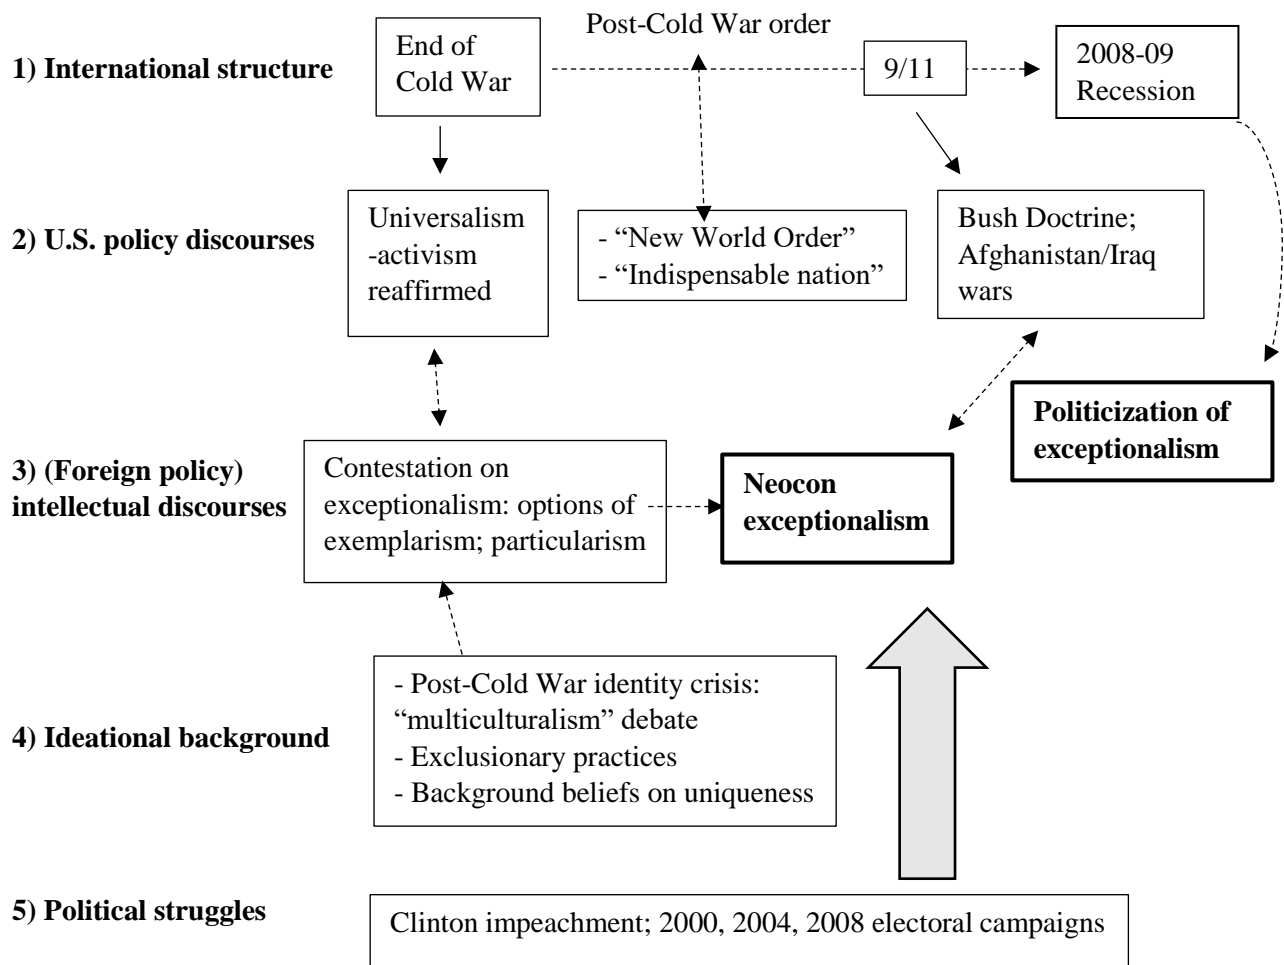 Post-Cold War order
1) International structure
End of
Cold War
9/11
2008-09
Recession
2) U.S. policy discourses
Universalism
-activism
reaffirmed
- “New World Order”
- “Indispensable nation”
Bush Doctrine;
Afghanistan/Iraq
wars
Politicization of
exceptionalism
3) (Foreign policy)
intellectual discourses
Contestation on
exceptionalism: options of
exemplarism; particularism
Neocon
exceptionalism
4) Ideational background
- Post-Cold War identity crisis:
“multiculturalism” debate
- Exclusionary practices
- Background beliefs on uniqueness
5) Political struggles
Clinton impeachment; 2000, 2004, 2008 electoral campaigns